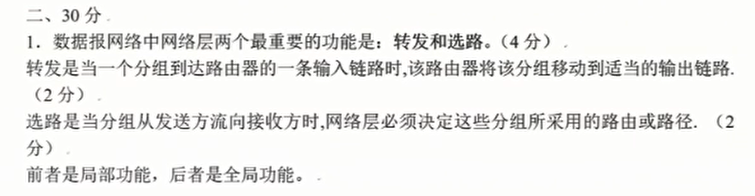 二、30 分 .
1．数据报网络中网络层两个最重要的功能是：转发和选路。（4 分）.
转发是当一个分组到达路由器的一条输入链路时,该路由器将该分组移动到适当的输出链路.
（2 分）.
选路是当分组从发送方流向接收方时,网络层必须决定这些分组所采用的路由或路径. （2
分）.
前者是局部功能，后者是全局功能。.